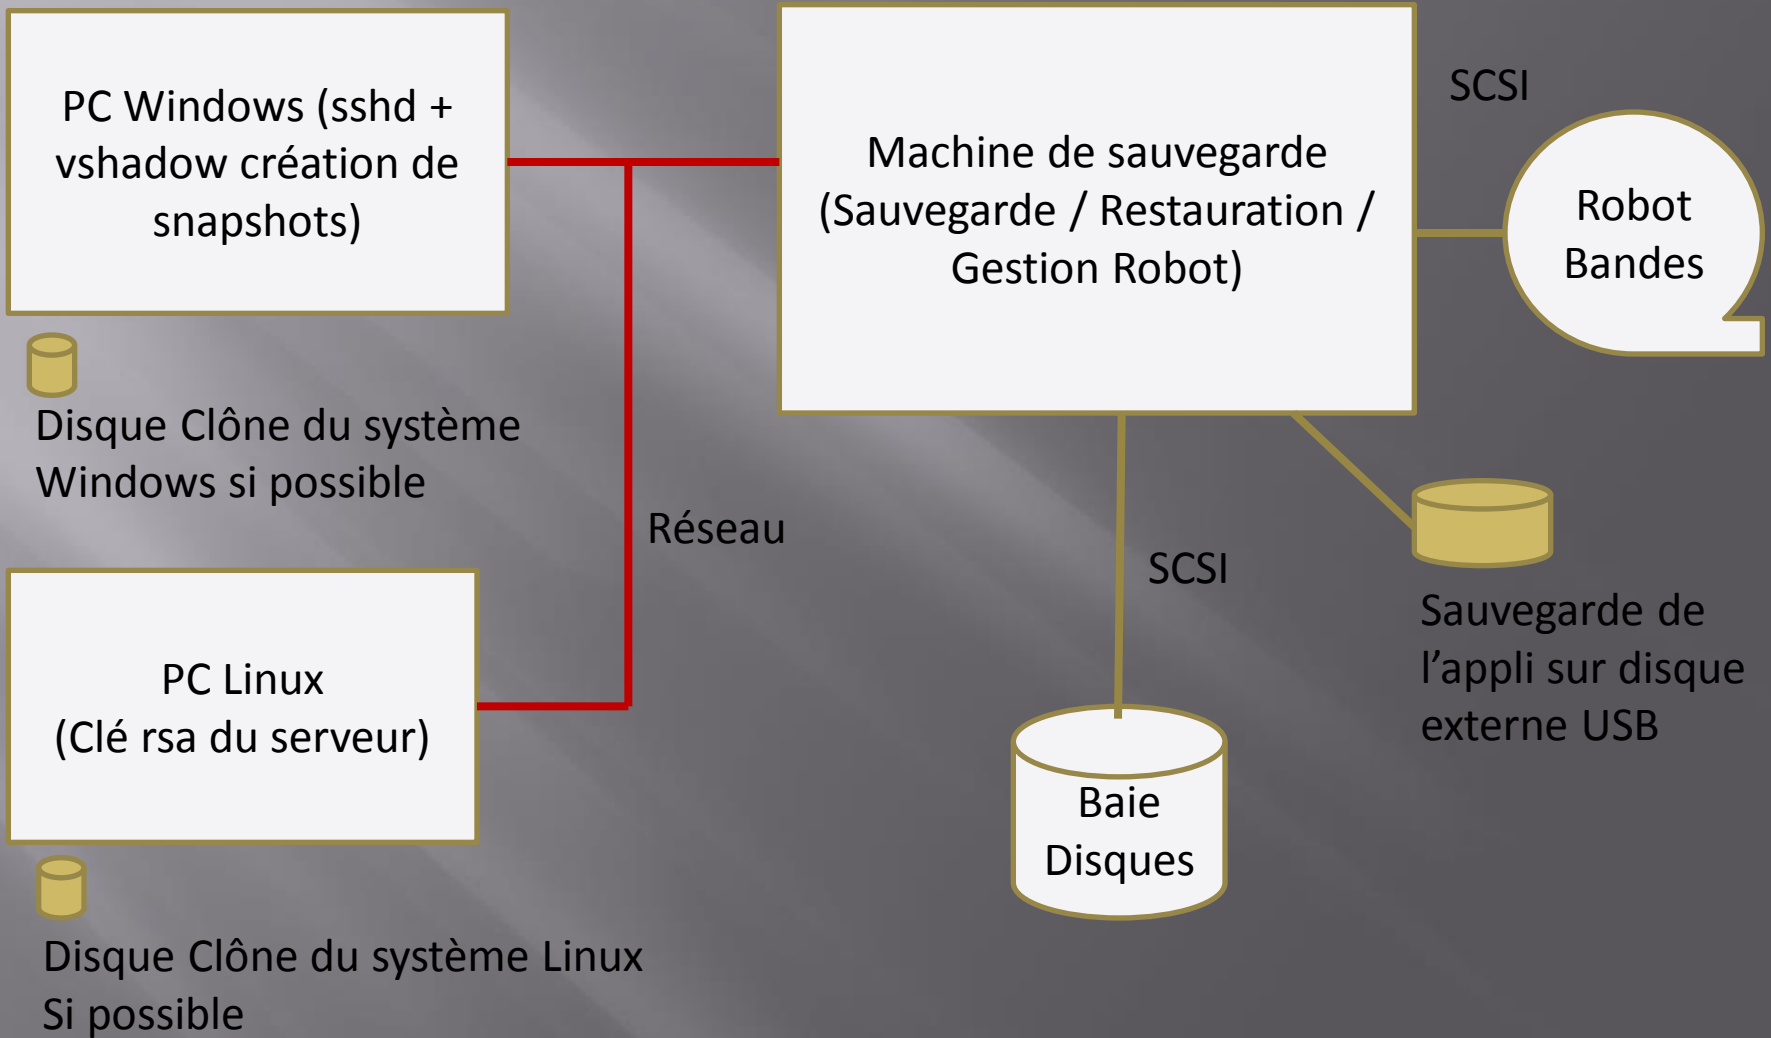 PC Windows (sshd +
vshadow création de
snapshots)
Disque Clône du système
Windows si possible
PC Linux
(Clé rsa du serveur)
Disque Clône du système Linux
Si possible
Réseau
Machine de sauvegarde
(Sauvegarde / Restauration /
Gestion Robot)
SCSI
Robot
Bandes
SCSI
Baie
Disques
Sauvegarde de
l’appli sur disque
externe USB